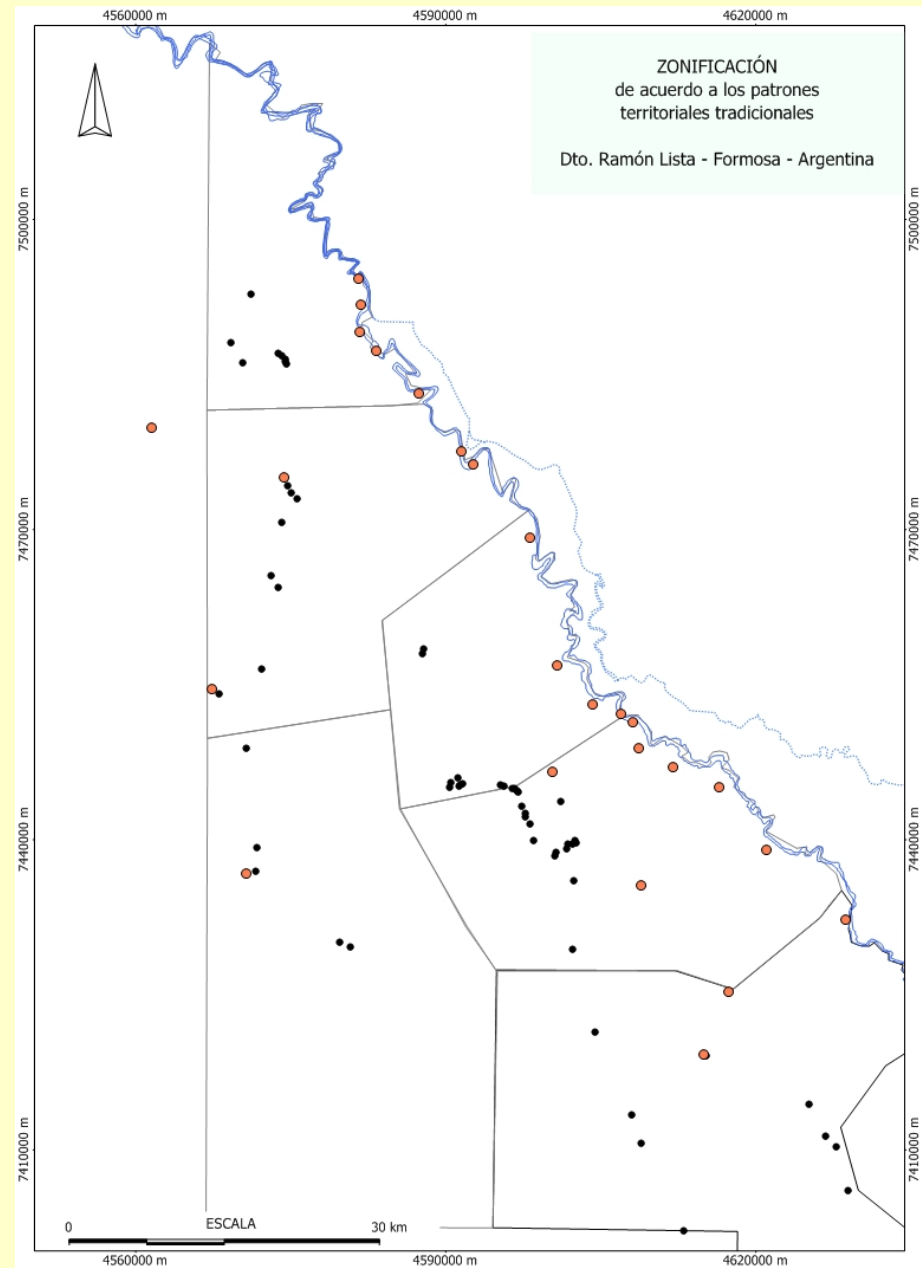 4560000 m
4590000 m
4620000 m
ZONIFICACIÓN
de acuerdo a los patrones
territoriales tradicionales
Dto. Ramón Lista - Formosa - Argentina
7500000 m
7500000 m
7470000 m
7470000 m
7440000 m
7440000 m
7410000 m
7410000 m
ESCALA
0
30 km
4560000 m
4590000 m
4620000 m